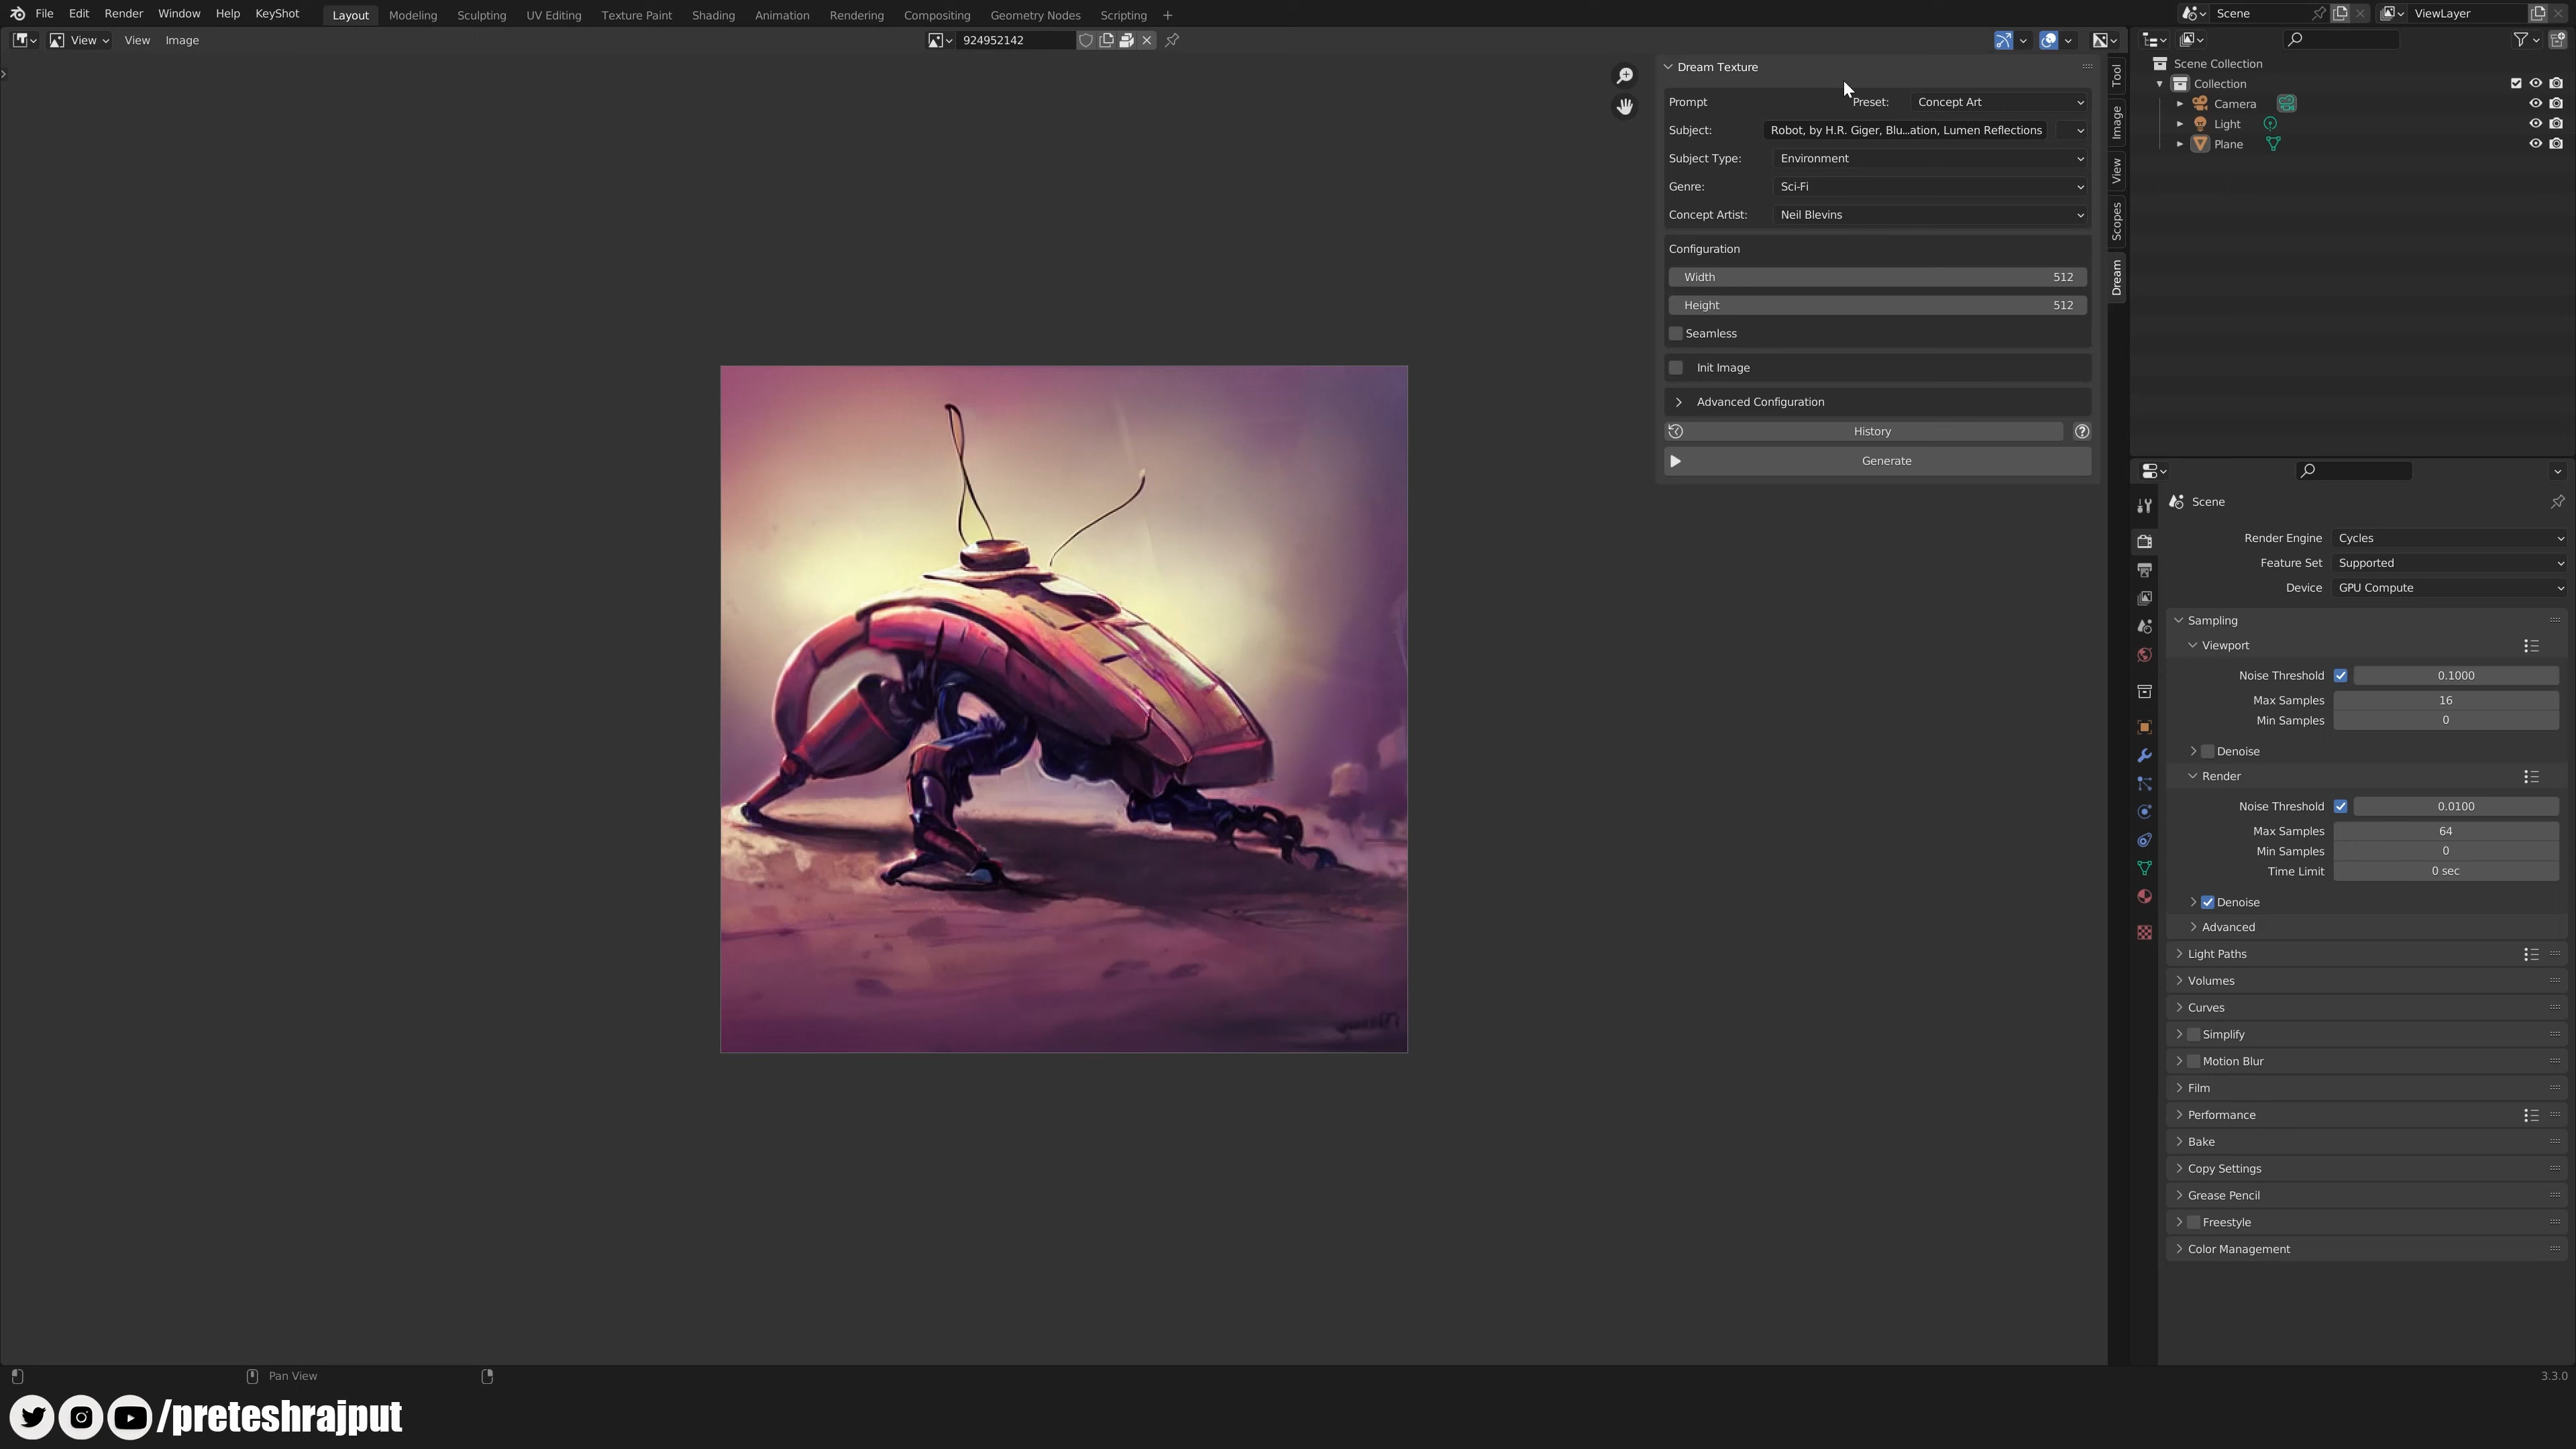 File Edit Render Window Help KeyShot Layout Modeling Sculpting UV Editing Texture Paint Shading Animation Rendering Compositing Geometry Nodes Scripting + Scene ViewLayer
View View Image 924952142
Dream Texture
Prompt Preset: Concept Art
Subject: Robot, by H.R. Giger, Blu...ation, Lumen Reflections
Subject Type: Environment
Genre: Sci-Fi
Concept Artist: Neil Blevins
Configuration
Width 512
Height 512
Seamless
Init Image
Advanced Configuration
History
Generate
Tool
Image
View
Scopes
Dream
Scene Collection
Collection
Camera
Light
Plane
Scene
Render Engine Cycles
Feature Set Supported
Device GPU Compute
Sampling
Viewport
Noise Threshold 0.1000
Max Samples 16
Min Samples 0
Denoise
Render
Noise Threshold 0.0100
Max Samples 64
Min Samples 0
Time Limit 0 sec
Denoise
Advanced
Light Paths
Volumes
Curves
Simplify
Motion Blur
Film
Performance
Bake
Copy Settings
Grease Pencil
Freestyle
Color Management
Pan View 3.3.0
/preteshrajput